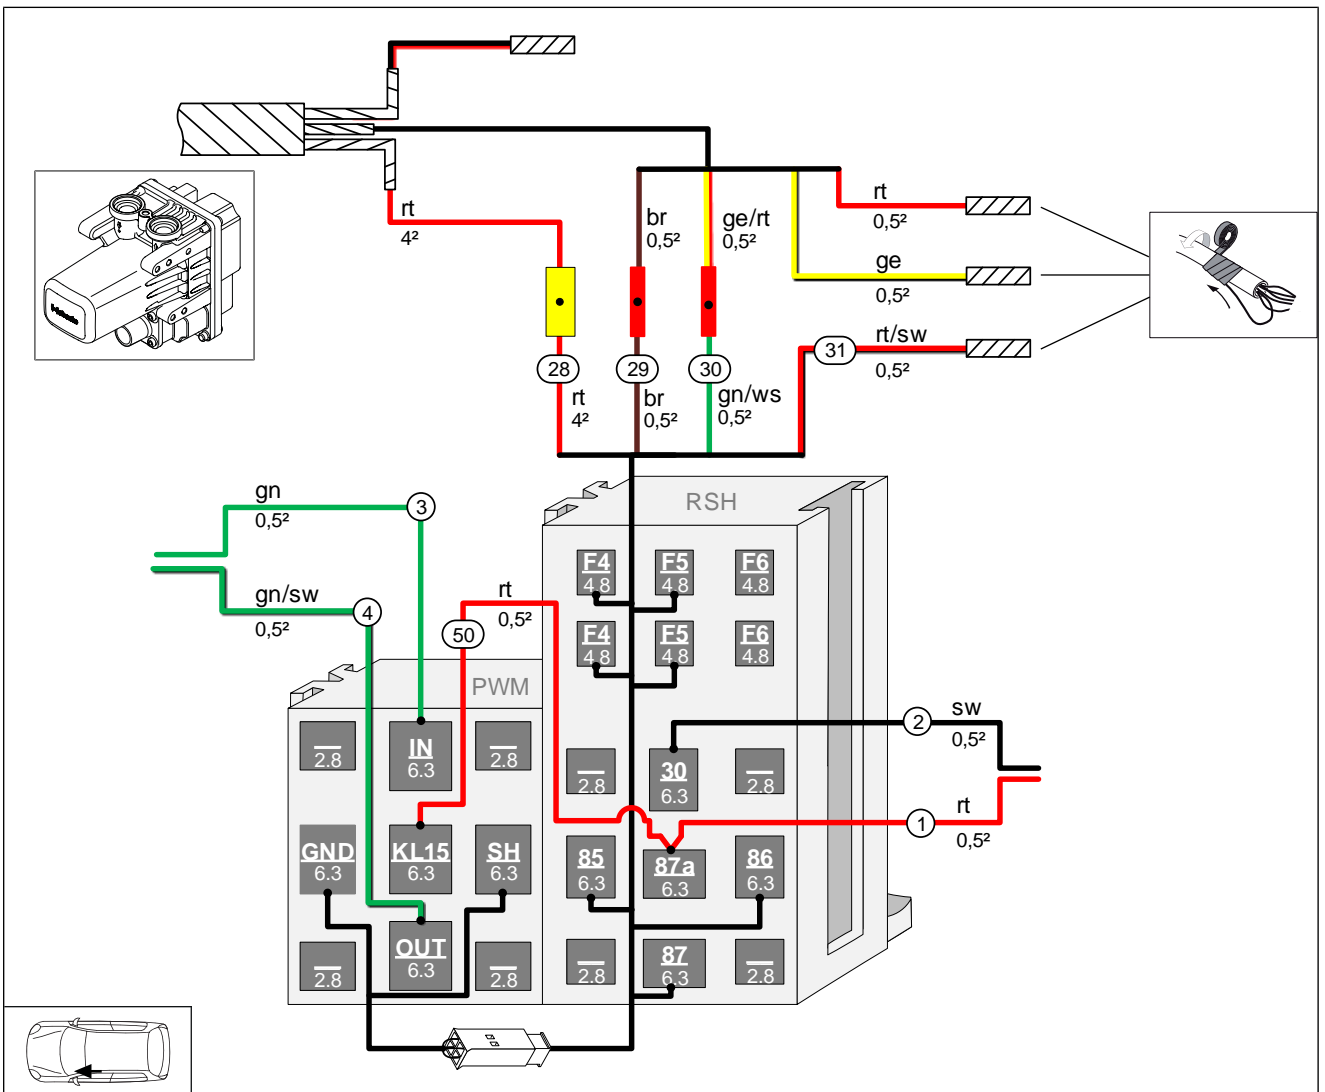 rt
4²
br
0,5²
ge/rt
0,5²
rt
0,5²
ge
0,5²
rt/sw
0,5²
31
28
29
30
rt
4²
br
0,5²
gn/ws
0,5²
gn
0,5²
3
gn/sw
0,5²
4
rt
0,5²
50
RSH
F4
4.8
F5
4.8
F6
4.8
F4
4.8
F5
4.8
F6
4.8
PWM
2.8
IN
6.3
2.8
2.8
30
6.3
2.8
2
sw
0,5²
1
rt
0,5²
GND
6.3
KL15
6.3
SH
6.3
85
6.3
87a
6.3
86
6.3
2.8
OUT
6.3
2.8
2.8
87
6.3
2.8